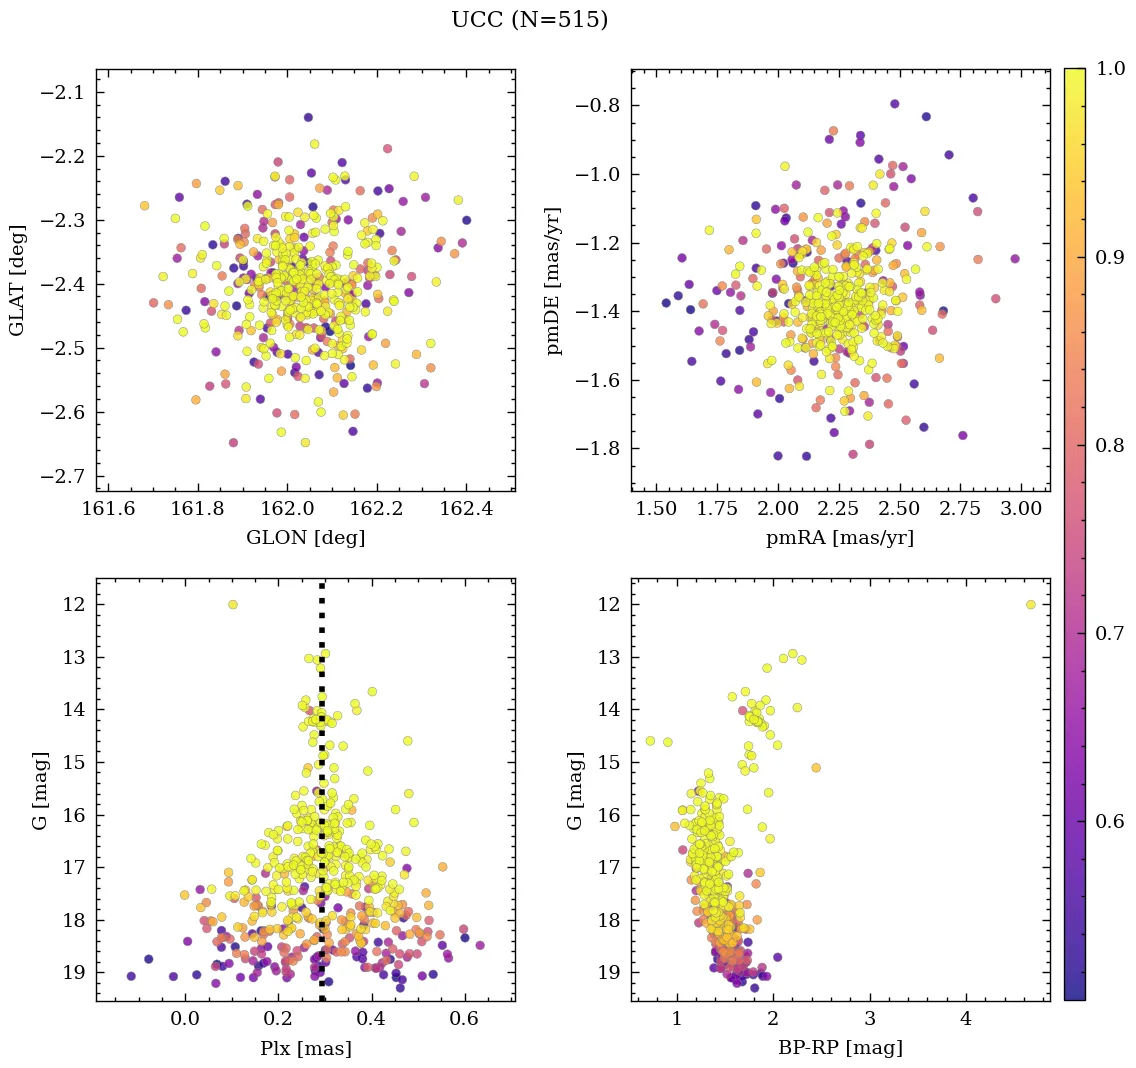 UCC (N=515)
−2.1
−2.2
−2.3
−2.4
−2.5
−2.6
−2.7
GLAT [deg]
161.6 161.8 162.0 162.2 162.4
GLON [deg]
−0.8
−1.0
−1.2
−1.4
−1.6
−1.8
pmDE [mas/yr]
1.50 1.75 2.00 2.25 2.50 2.75 3.00
pmRA [mas/yr]
1.0
0.9
0.8
0.7
0.6
12
13
14
15
16
17
18
19
G [mag]
0.0 0.2 0.4 0.6
Plx [mas]
12
13
14
15
16
17
18
19
G [mag]
1 2 3 4
BP-RP [mag]